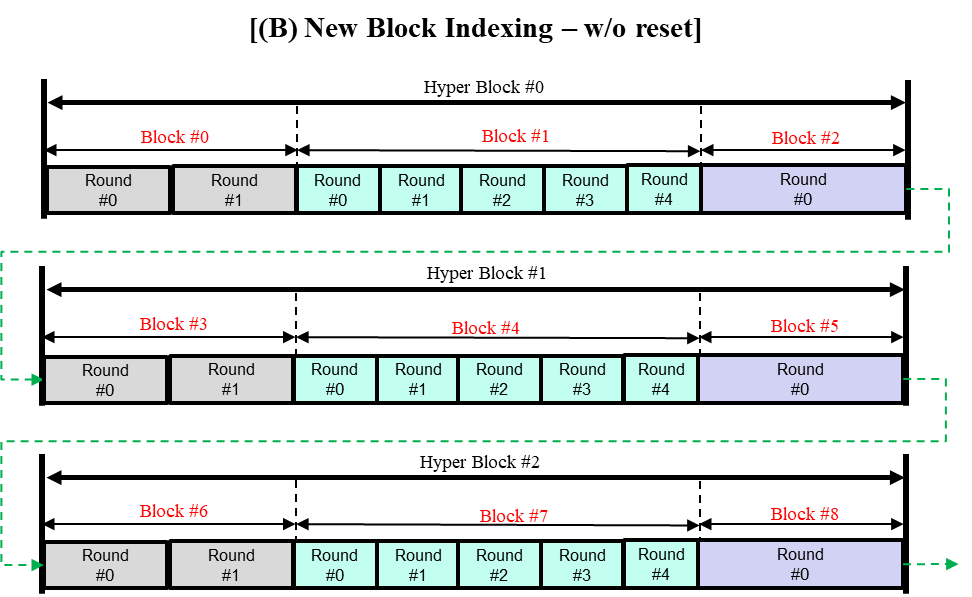 [(B) New Block Indexing – w/o reset]
Hyper Block #0
Block #0 Block #1 Block #2
Round Round Round Round Round Round Round Round
#0 #1 #0 #1 #2 #3 #4 #0
Hyper Block #1
Block #3 Block #4 Block #5
Round Round Round Round Round Round Round Round
#0 #1 #0 #1 #2 #3 #4 #0
Hyper Block #2
Block #6 Block #7 Block #8
Round Round Round Round Round Round Round Round
#0 #1 #0 #1 #2 #3 #4 #0